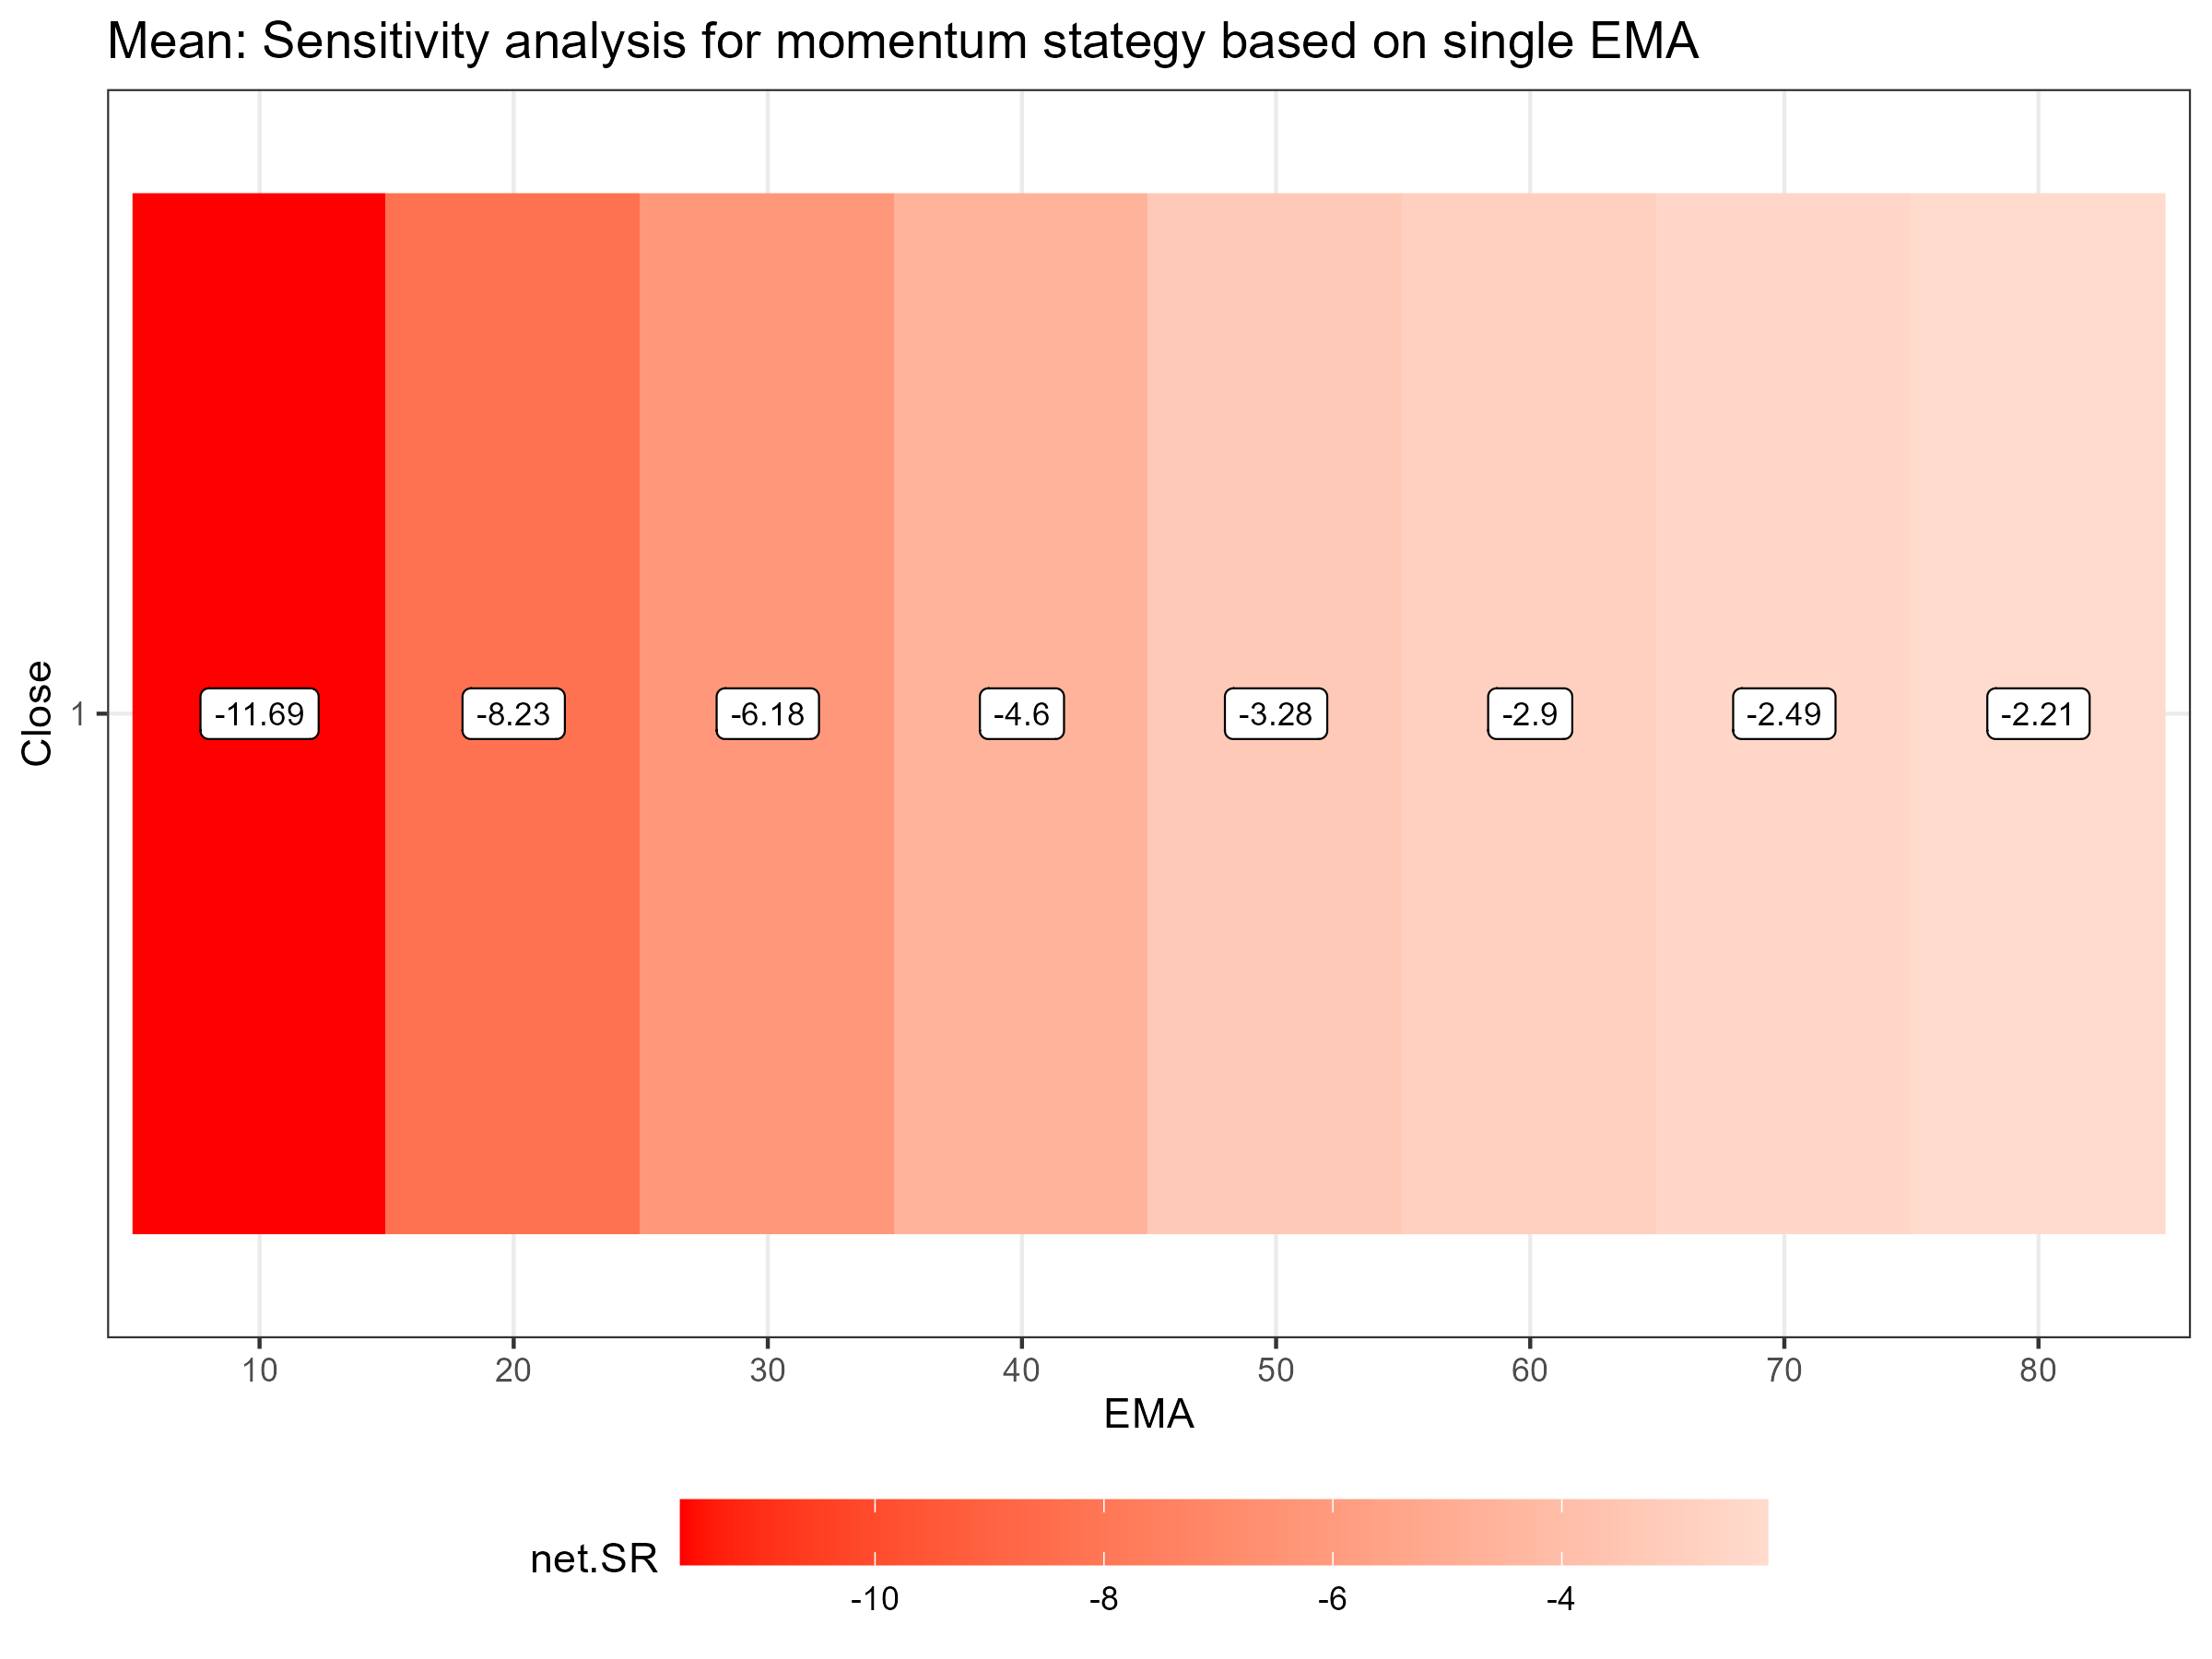 Mean: Sensitivity analysis for momentum stategy based on single EMA
Close
1
-11.69 -8.23 -6.18 -4.6 -3.28 -2.9 -2.49 -2.21
10 20 30 40 50 60 70 80
EMA
net.SR
-10 -8 -6 -4